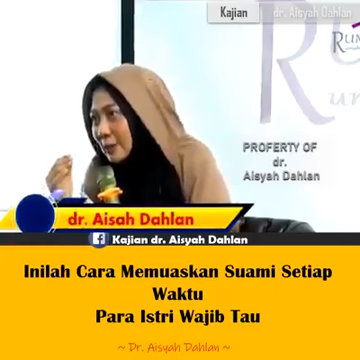 Kajian dr. Aisyah Dahlan
PROFERTY OF
dr.
Aisyah Dahlan
dr. Aisah Dahlan
Kajian dr. Aisyah Dahlan
Inilah Cara Memuaskan Suami Setiap
Waktu
Para Istri Wajib Tau
~ Dr. Aisyah Dahlan ~